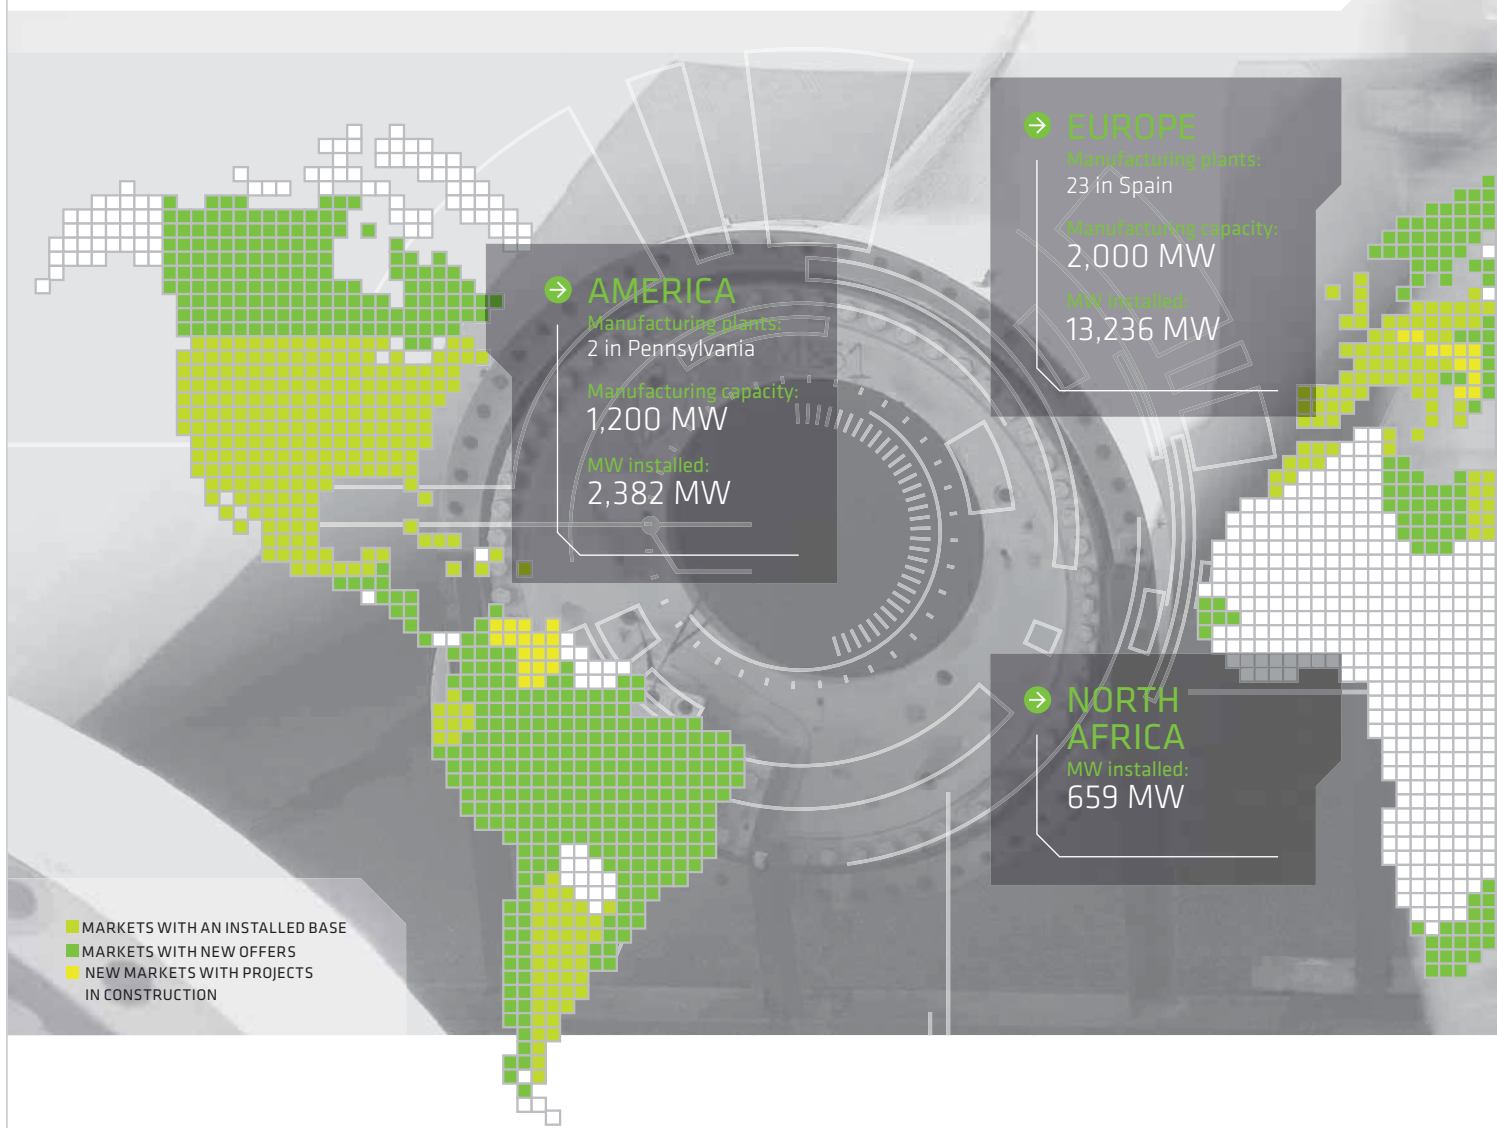 EUROPE
Manufacturing plants:
23 in Spain
Manufacturing capacity:
2,000 MW
MW installed:
13,236 MW
AMERICA
Manufacturing plants:
2 in Pennsylvania
Manufacturing capacity:
1,200 MW
MW installed:
2,382 MW
NORTH
AFRICA
MW installed:
659 MW
MARKETS WITH AN INSTALLED BASE
MARKETS WITH NEW OFFERS
NEW MARKETS WITH PROJECTS
IN CONSTRUCTION